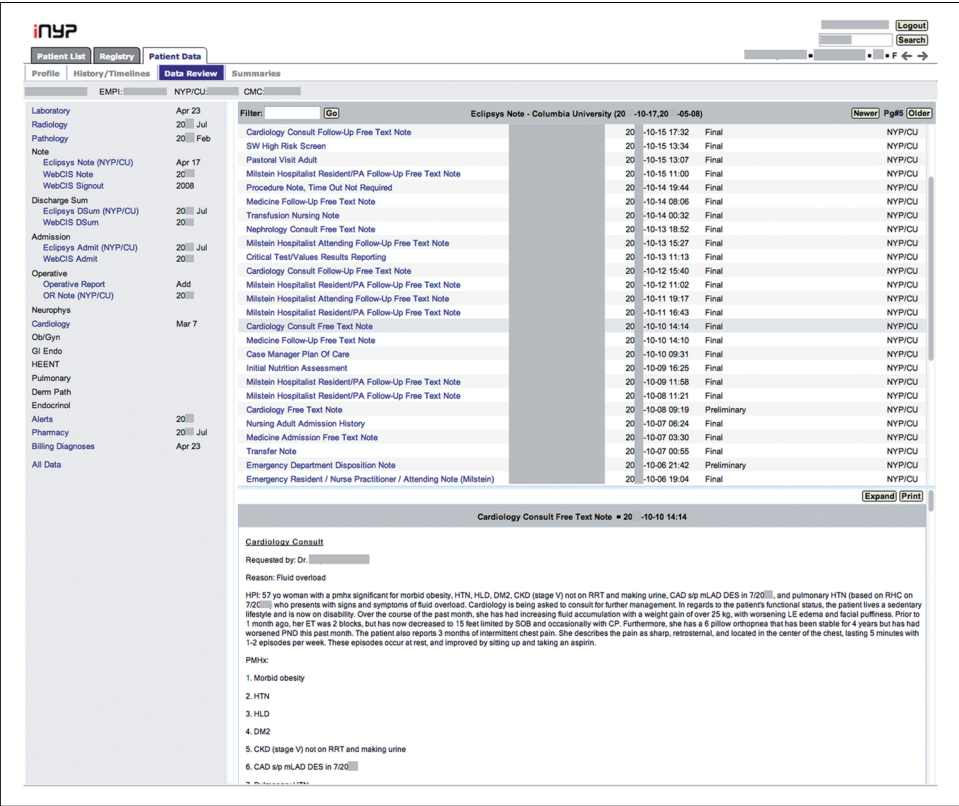 iNYP
Logout
Search
Patient List Registry Patient Data
F ← →
Profile History/Timelines Data Review Summaries
EMPI: NYP/CU: CMC:
Laboratory Apr 23
Radiology 20 Jul
Pathology 20 Feb
Note
Eclipsys Note (NYP/CU) Apr 17
WebCIS Note 20
WebCIS Signout 2008
Discharge Sum
Eclipsys DSum (NYP/CU) 20 Jul
WebCIS DSum 20
Admission
Eclipsys Admit (NYP/CU) 20 Jul
WebCIS Admit 20
Operative
Operative Report Add
OR Note (NYP/CU) 20
Neurophys
Cardiology Mar 7
Ob/Gyn
GI Endo
HEENT
Pulmonary
Derm Path
Endocrinol
Alerts 20
Pharmacy 20 Jul
Billing Diagnoses Apr 23
All Data
Filter: Go Eclipsys Note - Columbia University (20 -10-17,20 -05-08) Newer Pg#5 Older
Cardiology Consult Follow-Up Free Text Note 20 -10-15 17:32 Final NYP/CU
SW High Risk Screen 20 -10-15 13:34 Final NYP/CU
Pastoral Visit Adult 20 -10-15 13:07 Final NYP/CU
Milstein Hospitalist Resident/PA Follow-Up Free Text Note 20 -10-15 11:00 Final NYP/CU
Procedure Note, Time Out Not Required 20 -10-14 19:44 Final NYP/CU
Medicine Follow-Up Free Text Note 20 -10-14 08:06 Final NYP/CU
Transfusion Nursing Note 20 -10-14 00:32 Final NYP/CU
Nephrology Consult Free Text Note 20 -10-13 18:52 Final NYP/CU
Milstein Hospitalist Attending Follow-Up Free Text Note 20 -10-13 15:27 Final NYP/CU
Critical Test/Values Results Reporting 20 -10-13 11:13 Final NYP/CU
Cardiology Consult Follow-Up Free Text Note 20 -10-12 15:40 Final NYP/CU
Milstein Hospitalist Resident/PA Follow-Up Free Text Note 20 -10-12 11:02 Final NYP/CU
Milstein Hospitalist Attending Follow-Up Free Text Note 20 -10-11 19:17 Final NYP/CU
Milstein Hospitalist Resident/PA Follow-Up Free Text Note 20 -10-11 16:43 Final NYP/CU
Cardiology Consult Free Text Note 20 -10-10 14:14 Final NYP/CU
Medicine Follow-Up Free Text Note 20 -10-10 14:10 Final NYP/CU
Case Manager Plan Of Care 20 -10-10 09:31 Final NYP/CU
Initial Nutrition Assessment 20 -10-09 16:25 Final NYP/CU
Milstein Hospitalist Resident/PA Follow-Up Free Text Note 20 -10-09 11:58 Final NYP/CU
Milstein Hospitalist Resident/PA Follow-Up Free Text Note 20 -10-08 11:21 Final NYP/CU
Cardiology Free Text Note 20 -10-08 09:19 Preliminary NYP/CU
Nursing Adult Admission History 20 -10-07 06:24 Final NYP/CU
Medicine Admission Free Text Note 20 -10-07 03:30 Final NYP/CU
Transfer Note 20 -10-07 00:55 Final NYP/CU
Emergency Department Disposition Note 20 -10-06 21:42 Preliminary NYP/CU
Emergency Resident / Nurse Practitioner / Attending Note (Milstein) 20 -10-06 19:04 Final NYP/CU
Expand Print
Cardiology Consult Free Text Note ▪ 20 -10-10 14:14
Cardiology Consult
Requested by: Dr.
Reason: Fluid overload
HPI: 57 yo woman with a pmhx significant for morbid obesity, HTN, HLD, DM2, CKD (stage V) not on RRT and making urine, CAD s/p mLAD DES in 7/20 , and pulmonary HTN (based on RHC on
7/20 ) who presents with signs and symptoms of fluid overload. Cardiology is being asked to consult for further management. In regards to the patient's functional status, the patient lives a sedentary
lifestyle and is now on disability. Over the course of the past month, she has had increasing fluid accumulation with a weight gain of over 25 kg, with worsening LE edema and facial puffiness. Prior to
1 month ago, her ET was 2 blocks, but has now decreased to 15 feet limited by SOB and occasionally with CP. Furthermore, she has a 6 pillow orthopnea that has been stable for 4 years but has had
worsened PND this past month. The patient also reports 3 months of intermittent chest pain. She describes the pain as sharp, retrosternal, and located in the center of the chest, lasting 5 minutes with
1-2 episodes per week. These episodes occur at rest, and improved by sitting up and taking an aspirin.
PMHx:
1. Morbid obesity
2. HTN
3. HLD
4. DM2
5. CKD (stage V) not on RRT and making urine
6. CAD s/p mLAD DES in 7/20